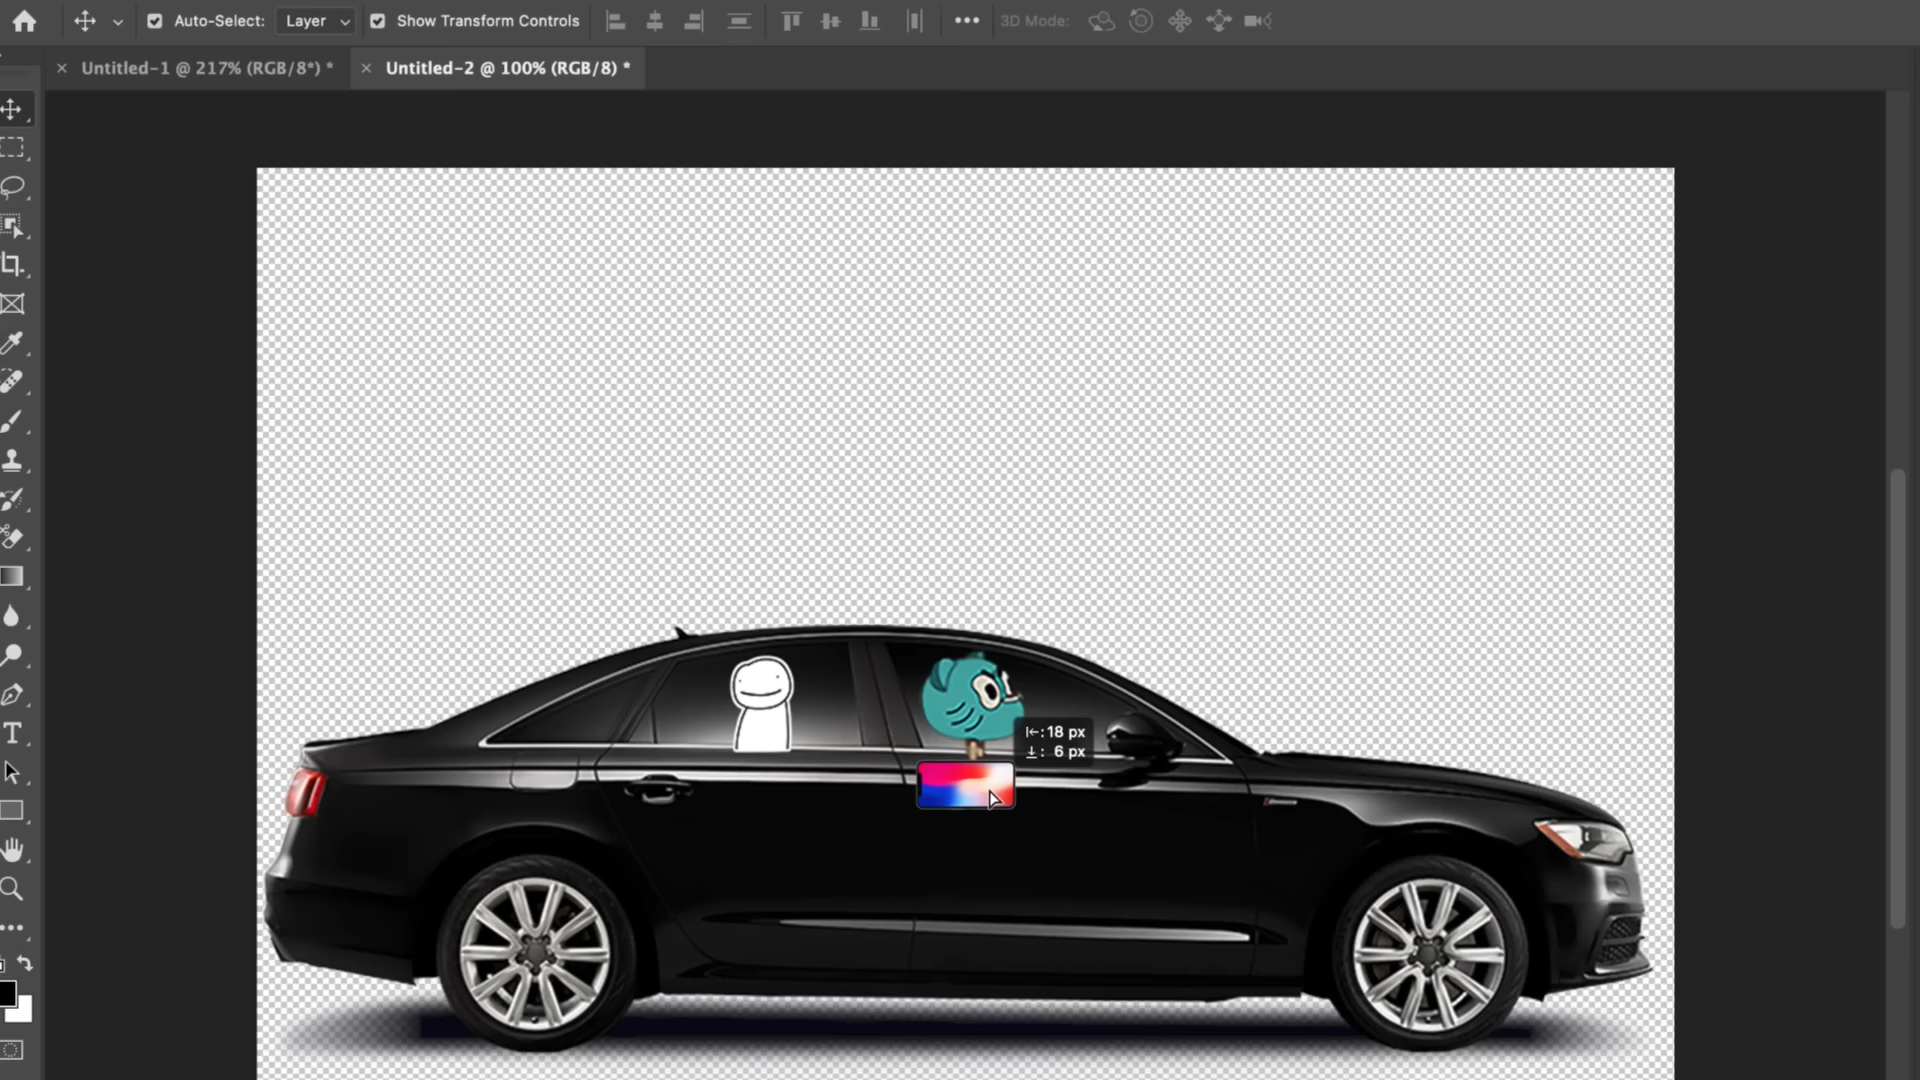 Auto-Select: Layer Show Transform Controls 3D Mode:
Untitled-1 @ 217% (RGB/8*) * Untitled-2 @ 100% (RGB/8) *
: 18 px
: 6 px